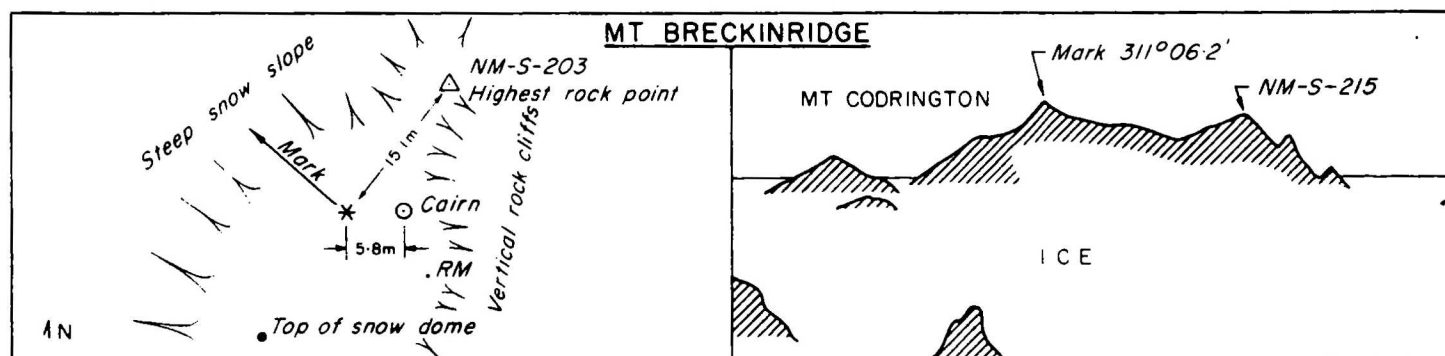 MT BRECKINRIDGE
Steep snow slope
NM-S-203
Highest rock point
Mark
15.1m
Cairn
5.8m
.RM
Vertical rock cliffs
N
Top of snow dome
Mark 311°06.2'
MT CODRINGTON
NM-S-215
ICE